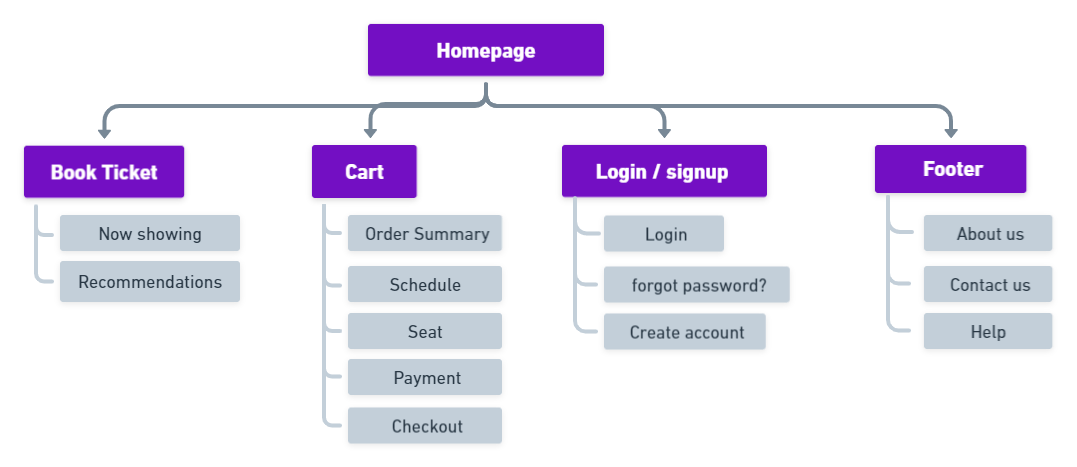 Homepage
Book Ticket
Now showing
Recommendations
Cart
Order Summary
Schedule
Seat
Payment
Checkout
Login / signup
Login
forgot password?
Create account
Footer
About us
Contact us
Help